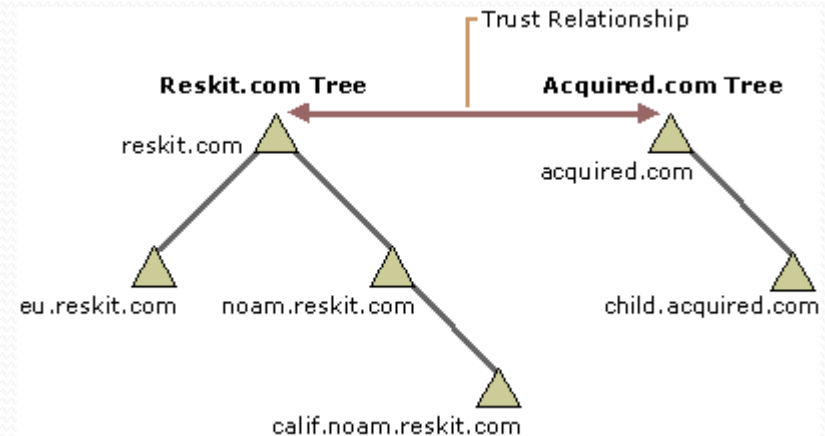 Trust Relationship
Reskit.com Tree
Acquired.com Tree
reskit.com
acquired.com
eu.reskit.com
noam.reskit.com
child.acquired.com
calif.noam.reskit.com